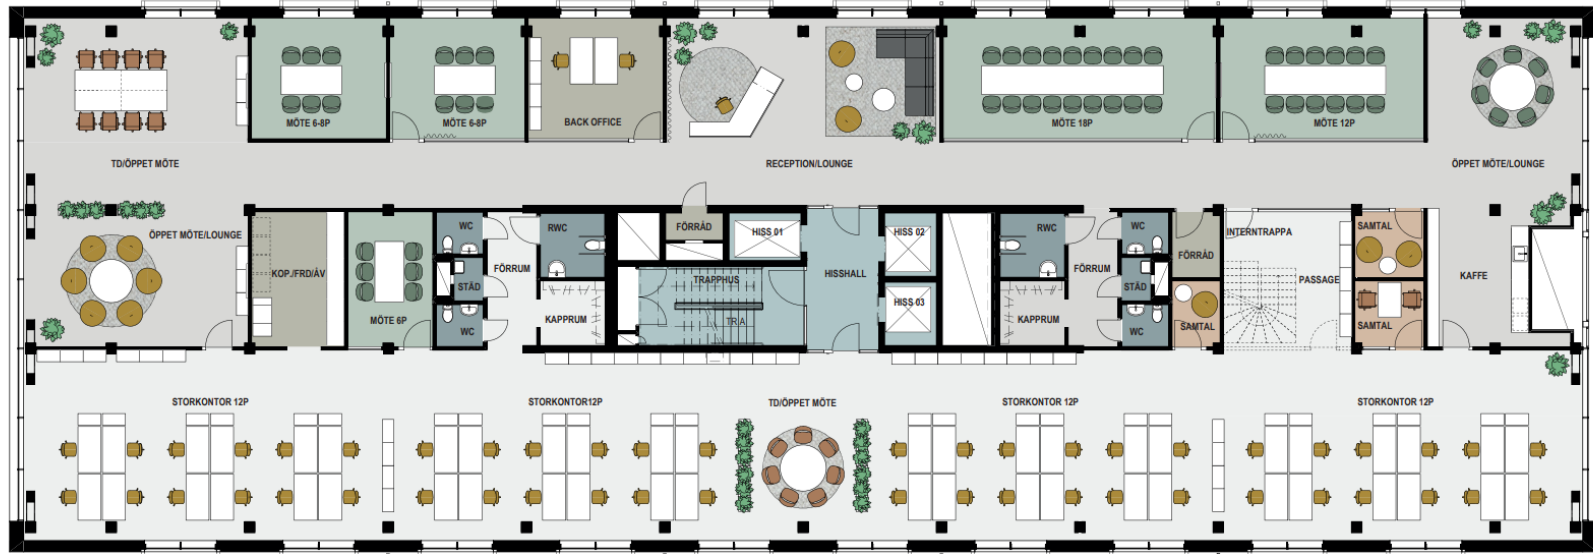 MÖTE 6-8P
MÖTE 6-8P
BACK OFFICE
MÖTE 18P
MÖTE 12P
TD/ÖPPET MÖTE
RECEPTION/LOUNGE
ÖPPET MÖTE/LOUNGE
ÖPPET MÖTE/LOUNGE
KOP./FRD/AV
MÖTE 6P
WC
STÄD
WC
FÖRRUM
RWC
KAPPRUM
FÖRRÅD
HISS 01
TRAPPHUS
TR A
HISSHALL
HISS 02
HISS 03
RWC
KAPPRUM
FÖRRUM
WC
STÄD
WC
FÖRRÅD
SAMTAL
INTERNTRAPPA
PASSAGE
SAMTAL
SAMTAL
KAFFE
STORKONTOR 12P
STORKONTOR12P
TD/ÖPPET MÖTE
STORKONTOR 12P
STORKONTOR 12P